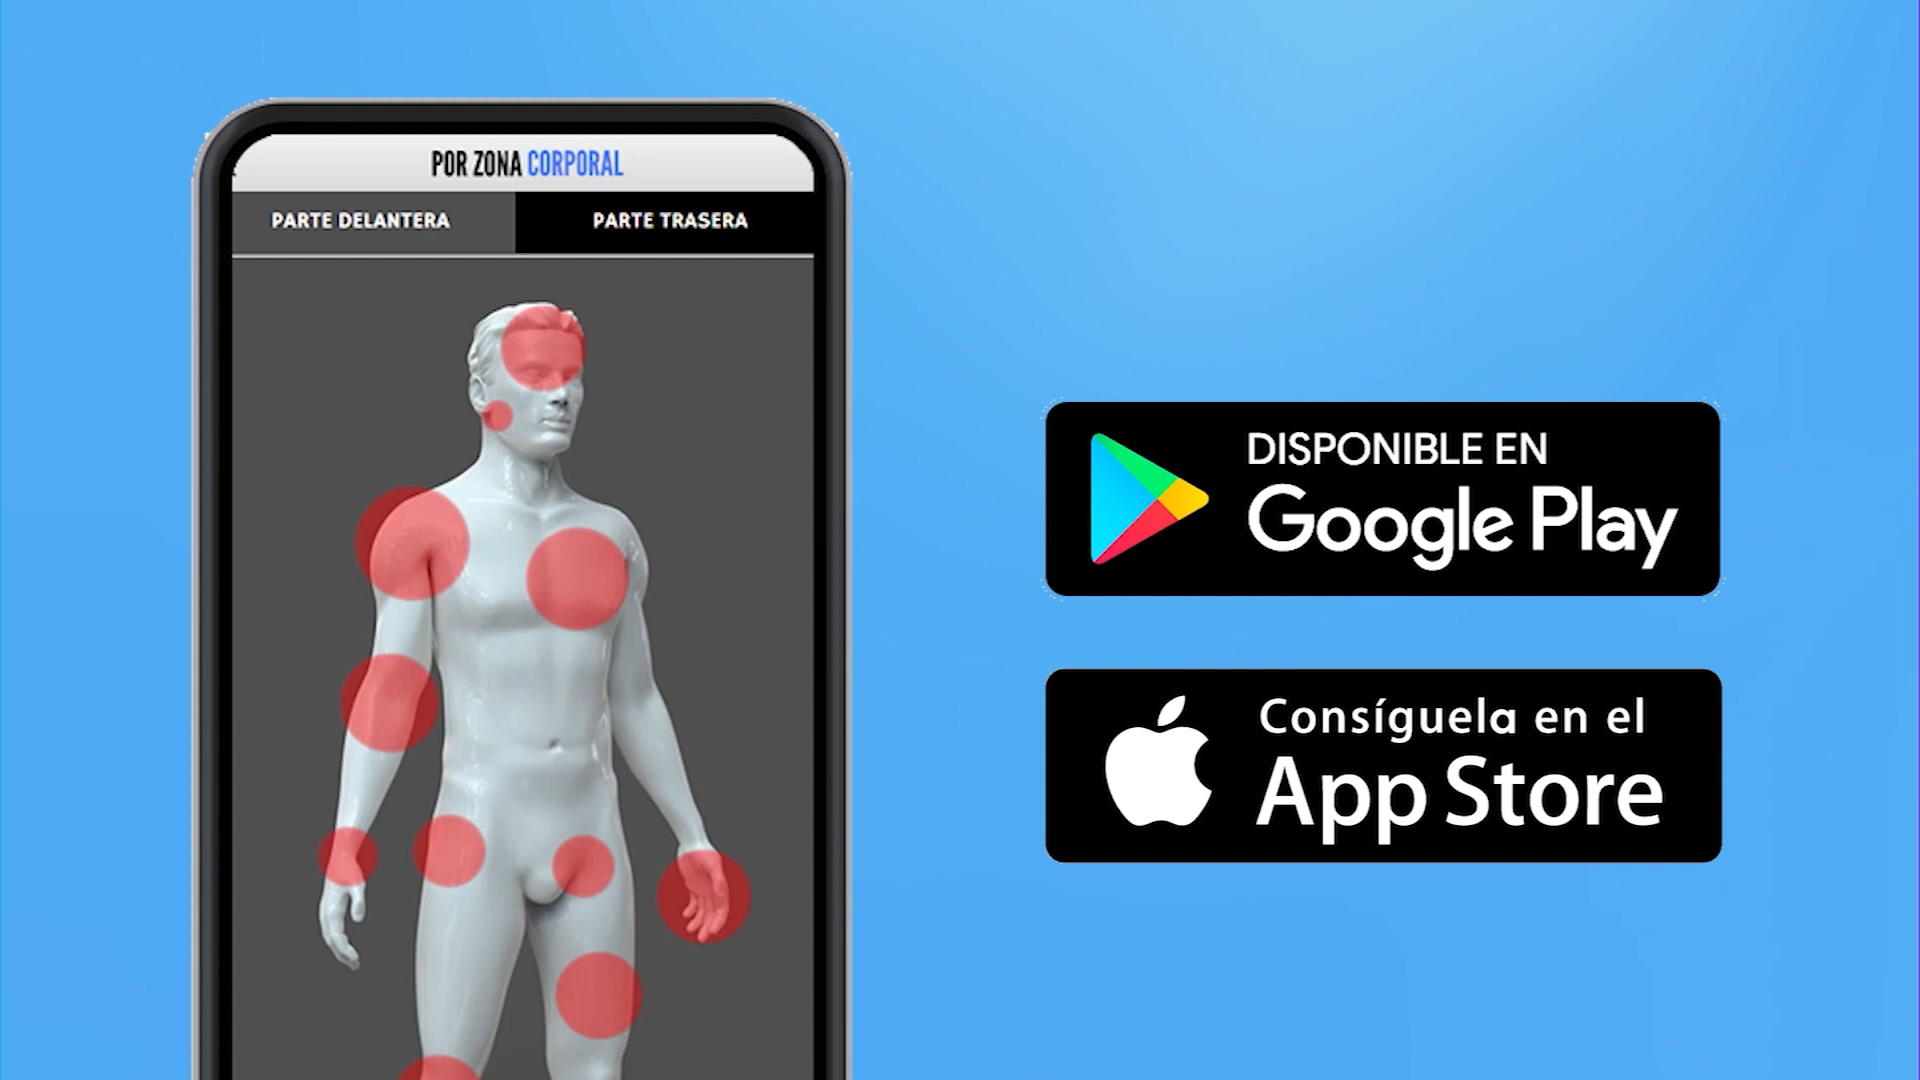 POR ZONA CORPORAL
PARTE DELANTERA
PARTE TRASERA
DISPONIBLE EN
Google Play
Consíguela en el
App Store